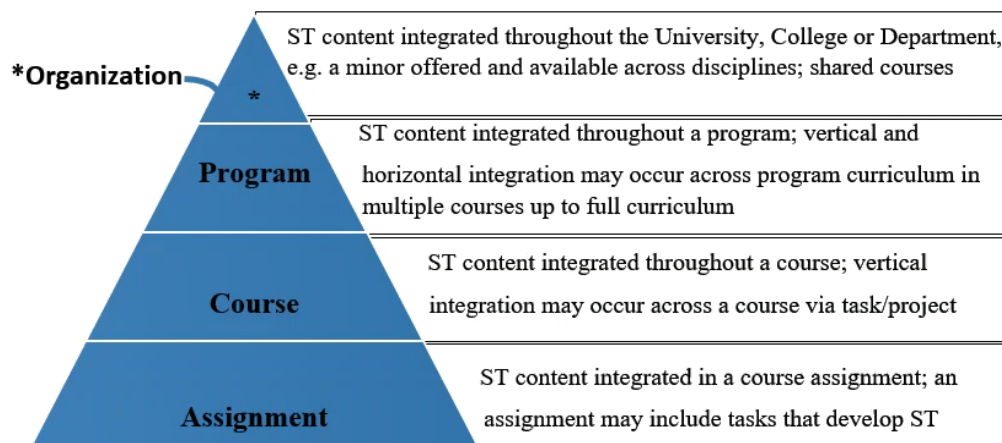 ST content integrated throughout the University, College or Department,
e.g. a minor offered and available across disciplines; shared courses
*Organization
*
ST content integrated throughout a program; vertical and
horizontal integration may occur across program curriculum in
multiple courses up to full curriculum
Program
ST content integrated throughout a course; vertical
integration may occur across a course via task/project
Course
ST content integrated in a course assignment; an
assignment may include tasks that develop ST
Assignment